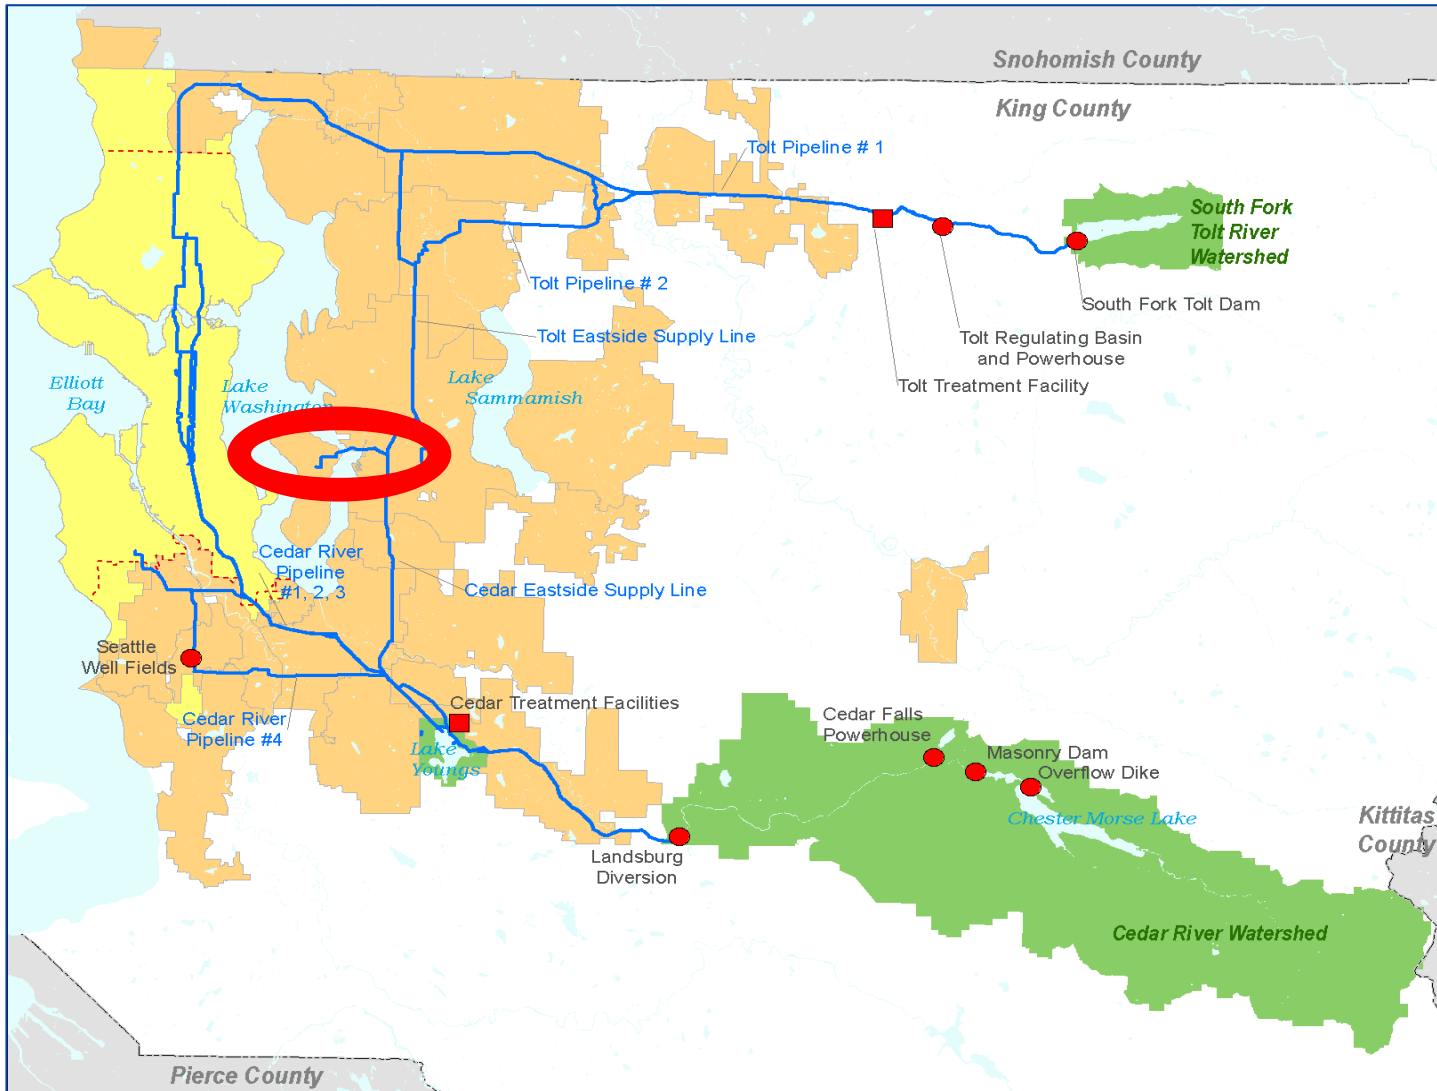 Snohomish County
King County
Tolt Pipeline # 1
South Fork
Tolt River
Watershed
Tolt Pipeline # 2
South Fork Tolt Dam
Tolt Eastside Supply Line
Tolt Regulating Basin
and Powerhouse
Tolt Treatment Facility
Elliott
Bay
Lake
Washington
Lake
Sammamish
Cedar River
Pipeline
#1, 2, 3
Cedar Eastside Supply Line
Seattle
Well Fields
Cedar River
Pipeline #4
Cedar Treatment Facilities
Lake
Youngs
Cedar Falls
Powerhouse
Masonry Dam
Overflow Dike
Chester Morse Lake
Kittitas
County
Landsburg
Diversion
Cedar River Watershed
Pierce County